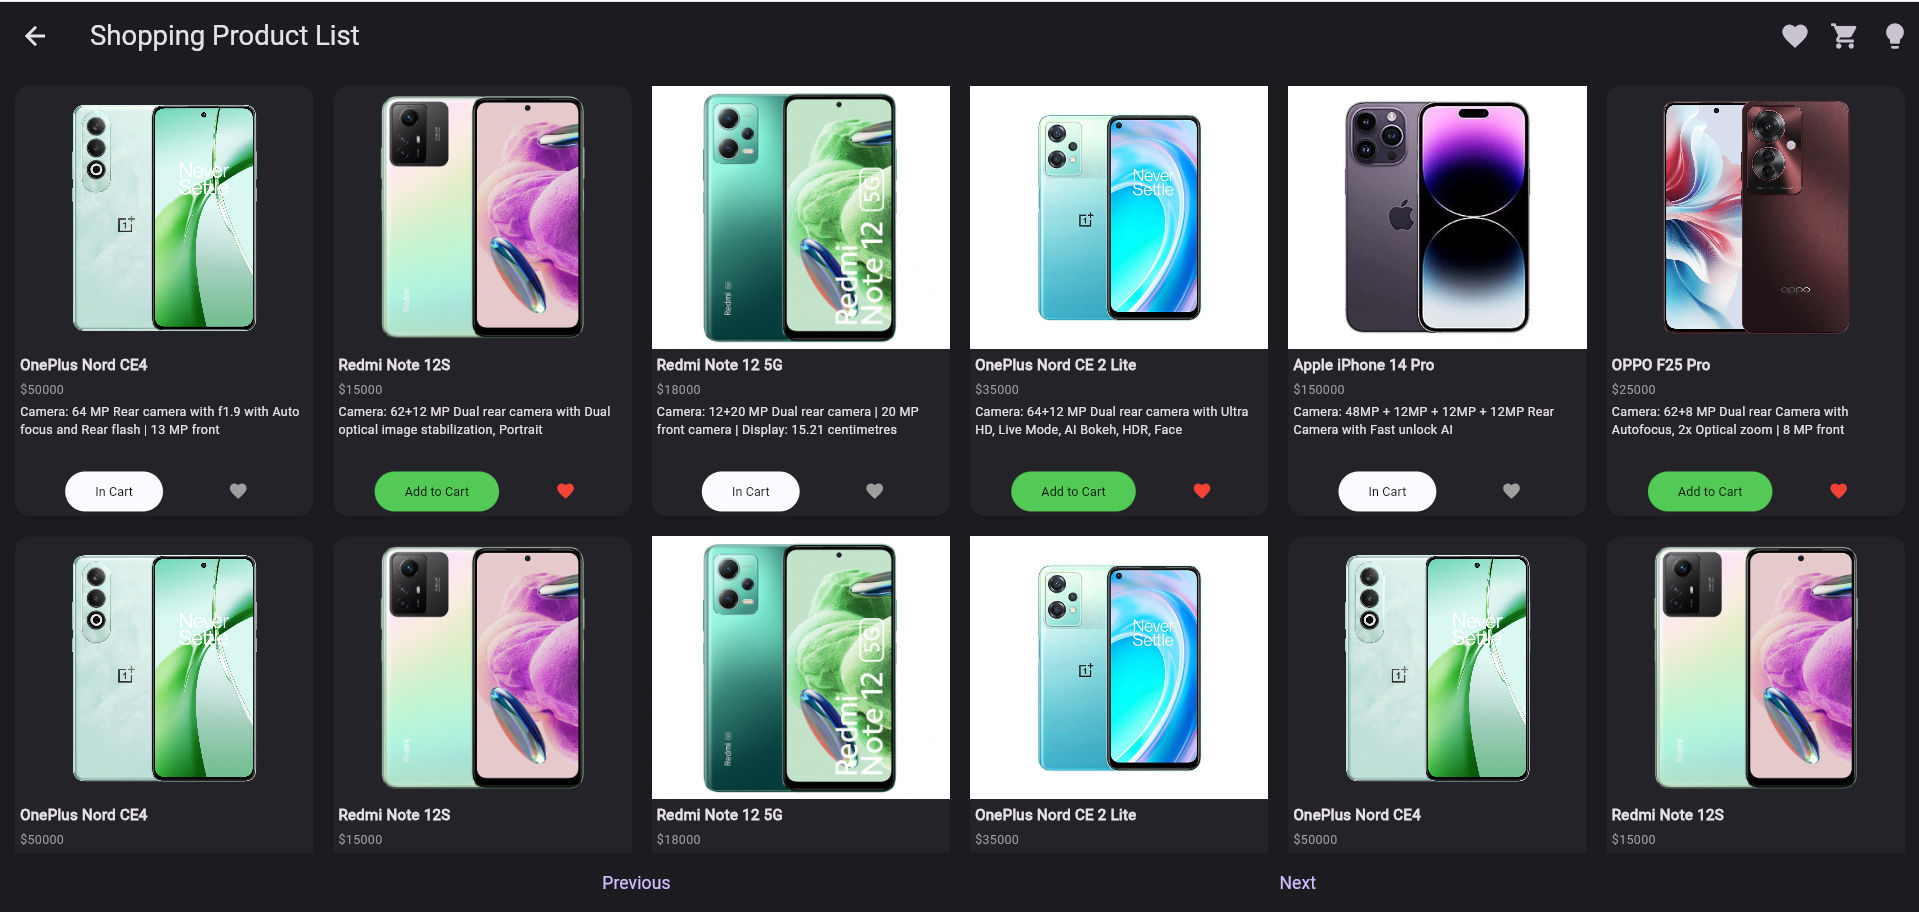 Shopping Product List
Never
Settle
Redmi
Note 12 5G
Redmi
Never
Settle
oppo
OnePlus Nord CE4
$50000
Camera: 64 MP Rear camera with f1.9 with Auto
focus and Rear flash | 13 MP front
In Cart
Redmi Note 12S
$15000
Camera: 62+12 MP Dual rear camera with Dual
optical image stabilization, Portrait
Add to Cart
Redmi Note 12 5G
$18000
Camera: 12+20 MP Dual rear camera | 20 MP
front camera | Display: 15.21 centimetres
In Cart
OnePlus Nord CE 2 Lite
$35000
Camera: 64+12 MP Dual rear camera with Ultra
HD, Live Mode, AI Bokeh, HDR, Face
Add to Cart
Apple iPhone 14 Pro
$150000
Camera: 48MP + 12MP + 12MP + 12MP Rear
Camera with Fast unlock AI
In Cart
OPPO F25 Pro
$25000
Camera: 62+8 MP Dual rear Camera with
Autofocus, 2x Optical zoom | 8 MP front
Add to Cart
Never
Settle
Redmi
Note 12 5G
Redmi
Never
Settle
Never
Settle
OnePlus Nord CE4
$50000
Redmi Note 12S
$15000
Redmi Note 12 5G
$18000
OnePlus Nord CE 2 Lite
$35000
OnePlus Nord CE4
$50000
Redmi Note 12S
$15000
Previous
Next